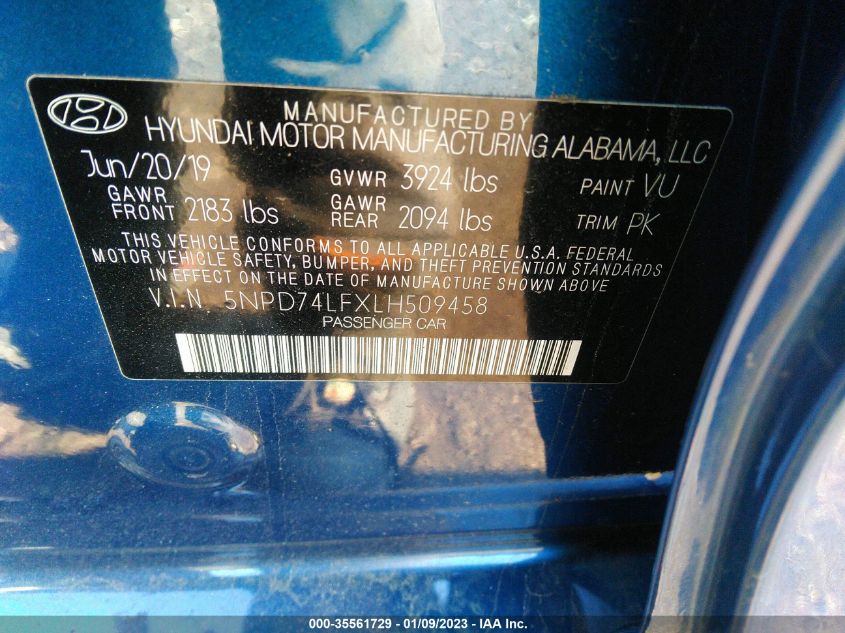 MANUFACTURED BY
HYUNDAI MOTOR MANUFACTURING ALABAMA, LLC
Jun/20/19 GVWR 3924 lbs PAINT VU
GAWR FRONT 2183 lbs GAWR REAR 2094 lbs TRIM PK
THIS VEHICLE CONFORMS TO ALL APPLICABLE U.S.A. FEDERAL
MOTOR VEHICLE SAFETY, BUMPER, AND THEFT PREVENTION STANDARDS
IN EFFECT ON THE DATE OF MANUFACTURE SHOWN ABOVE.
V.I.N. 5NPD74LFXLH509458
PASSENGER CAR
000-35561729 - 01/09/2023 - IAA Inc.